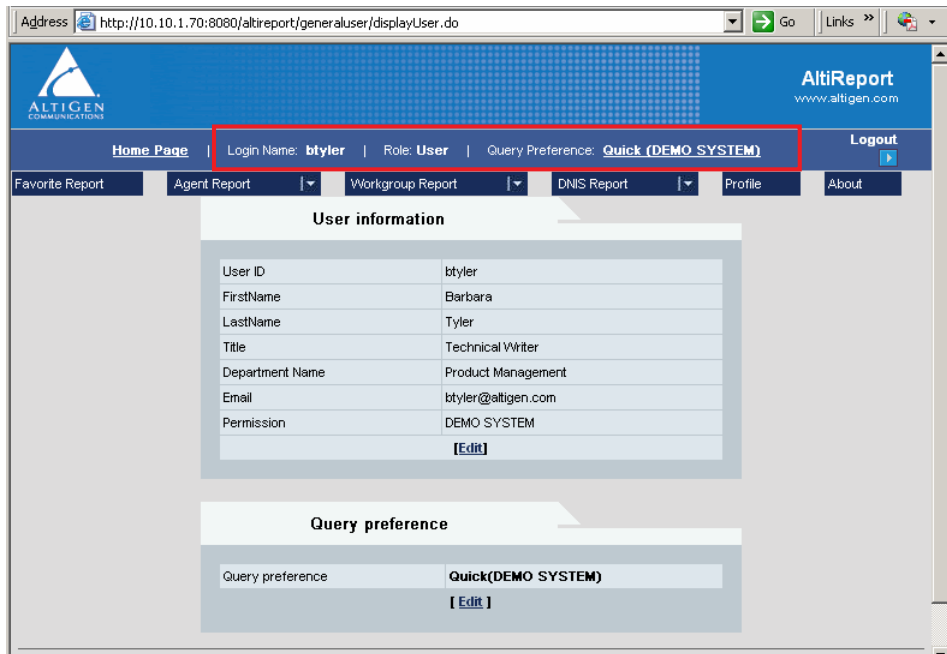 Address http://10.10.1.70:8080/altireport/generaluser/displayUser.do Go Links »
ALTIGEN
COMMUNICATIONS
AltiReport
www.altigen.com
Home Page | Login Name: btyler | Role: User | Query Preference: Quick (DEMO SYSTEM) Logout
Favorite Report Agent Report Workgroup Report DNIS Report Profile About
User information
User ID btyler
FirstName Barbara
LastName Tyler
Title Technical Writer
Department Name Product Management
Email btyler@altigen.com
Permission DEMO SYSTEM
[Edit]
Query preference
Query preference Quick(DEMO SYSTEM)
[ Edit ]